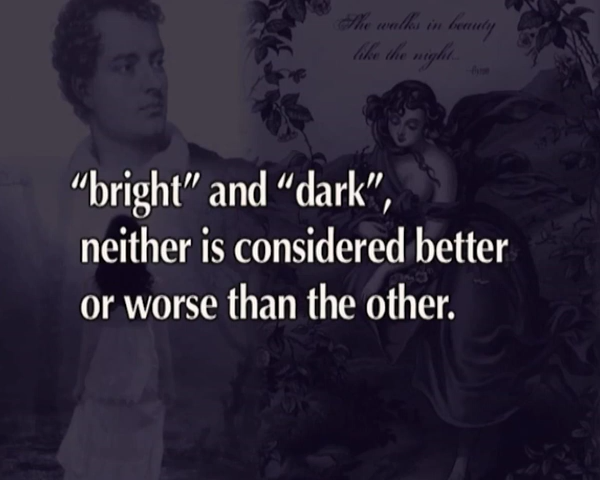 She walks in beauty
like the night...
"bright" and "dark",
neither is considered better
or worse than the other.